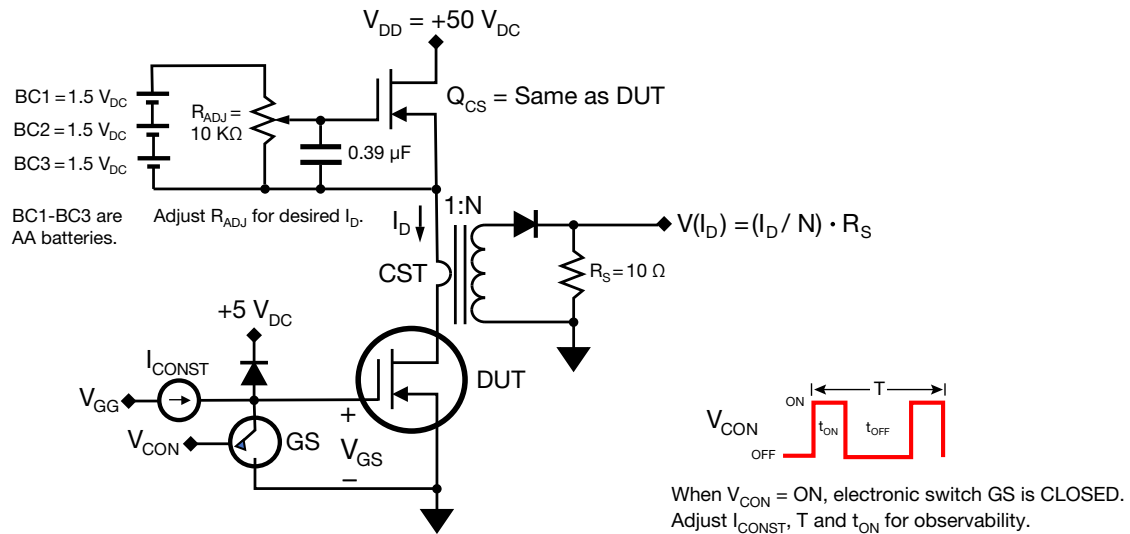 V_DD = +50 V_DC
BC1 = 1.5 V_DC
BC2 = 1.5 V_DC
BC3 = 1.5 V_DC
R_ADJ =
10 KΩ
Q_CS = Same as DUT
0.39 µF
BC1-BC3 are
AA batteries.
Adjust R_ADJ for desired I_D.
I_D
1:N
CST
V(I_D) = (I_D / N) · R_S
R_S = 10 Ω
+5 V_DC
I_CONST
V_GG
V_CON
GS
+
V_GS
−
DUT
V_CON
ON
OFF
T
t_ON
t_OFF
When V_CON = ON, electronic switch GS is CLOSED.
Adjust I_CONST, T and t_ON for observability.